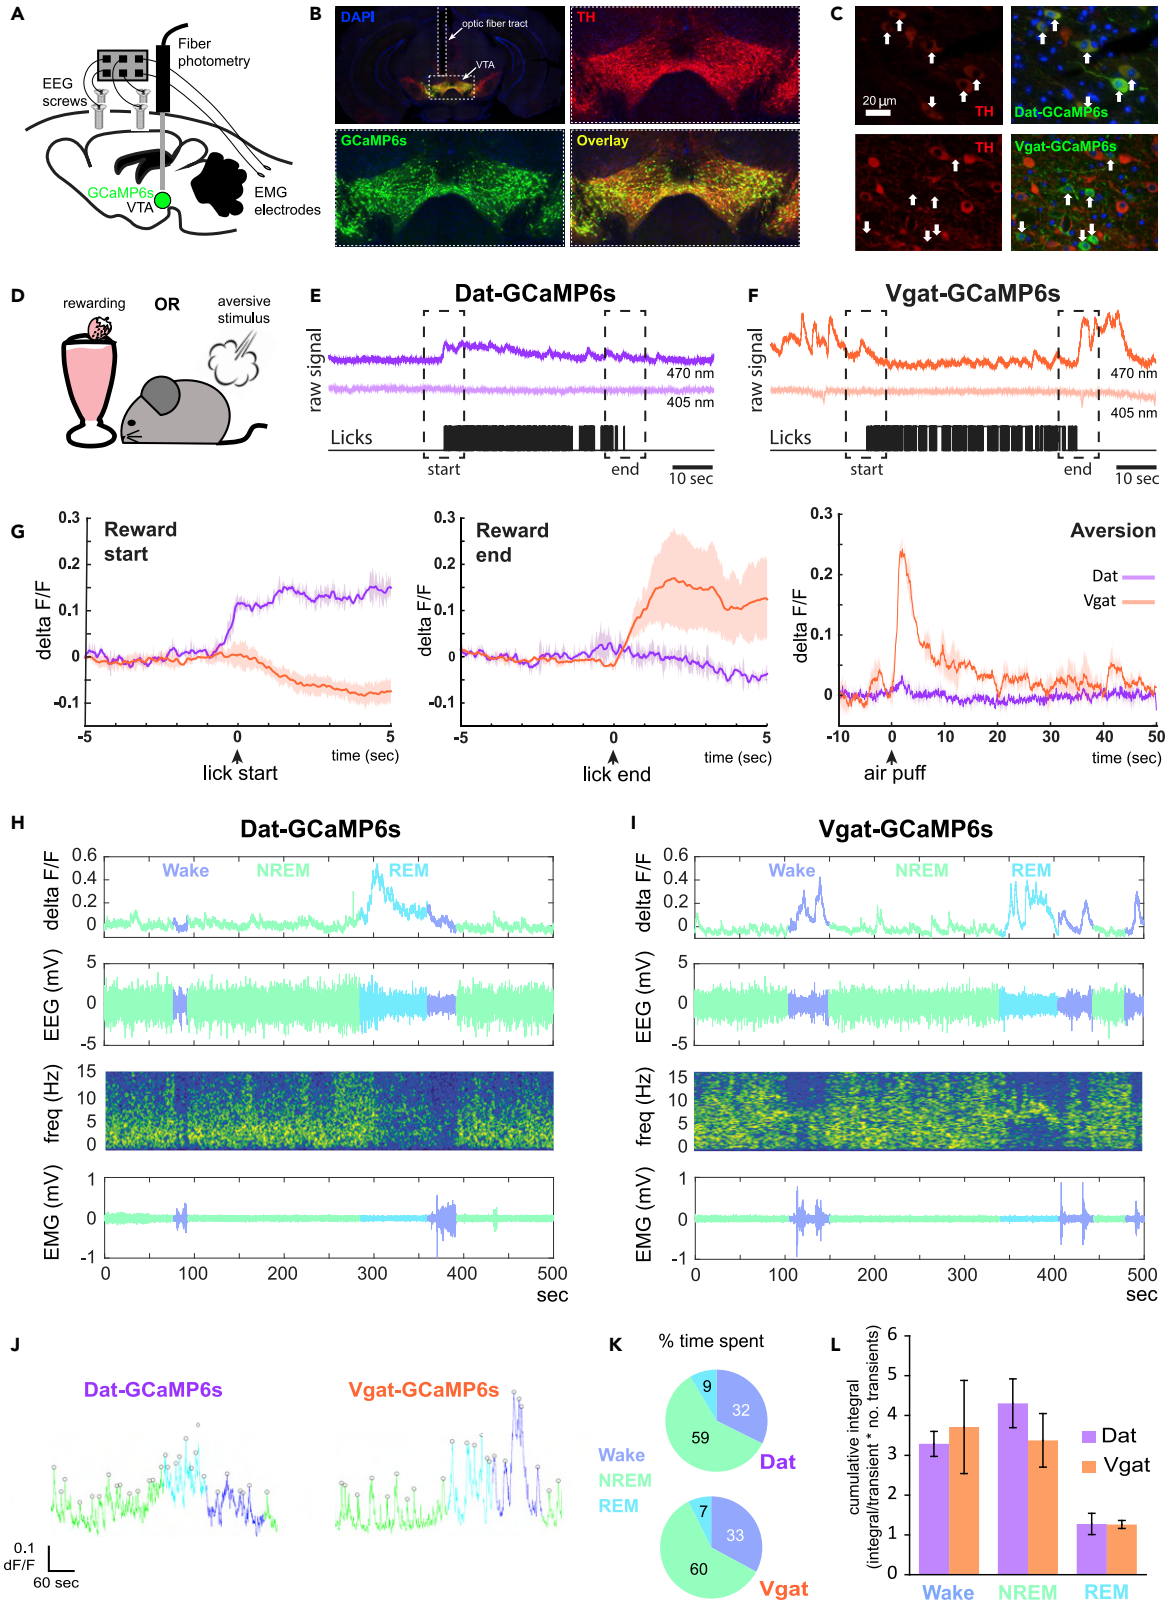 A
Fiber
photometry
EEG
screws
GCaMP6s
VTA
EMG
electrodes
B
DAPI
optic fiber tract
VTA
TH
GCaMP6s
Overlay
C
20 µm
TH
Dat-GCaMP6s
TH
Vgat-GCaMP6s
D
rewarding
OR
aversive
stimulus
E
Dat-GCaMP6s
raw signal
470 nm
405 nm
Licks
start
end
10 sec
F
Vgat-GCaMP6s
raw signal
470 nm
405 nm
Licks
start
end
10 sec
G
Reward
start
delta F/F
0.3
0.2
0.1
0
-0.1
-5
0
5
time (sec)
lick start
Reward
end
delta F/F
0.3
0.2
0.1
0
-0.1
-5
0
5
time (sec)
lick end
Aversion
Dat
Vgat
delta F/F
0.3
0.2
0.1
0
-10
0
10
20
30
40
50
time (sec)
air puff
H
Dat-GCaMP6s
delta F/F
0.6
0.4
0.2
0
Wake
NREM
REM
EEG (mV)
5
0
-5
freq (Hz)
15
10
5
0
EMG (mV)
1
0
-1
0
100
200
300
400
500
sec
I
Vgat-GCaMP6s
delta F/F
0.6
0.4
0.2
0
Wake
NREM
REM
EEG (mV)
5
0
-5
freq (Hz)
15
10
5
0
EMG (mV)
1
0
-1
0
100
200
300
400
500
sec
J
Dat-GCaMP6s
Vgat-GCaMP6s
0.1
dF/F
60 sec
K
% time spent
9
32
59
Dat
Wake
NREM
REM
7
33
60
Vgat
L
cumulative integral
(integral/transient * no. transients)
6
5
4
3
2
1
0
Dat
Vgat
Wake
NREM
REM